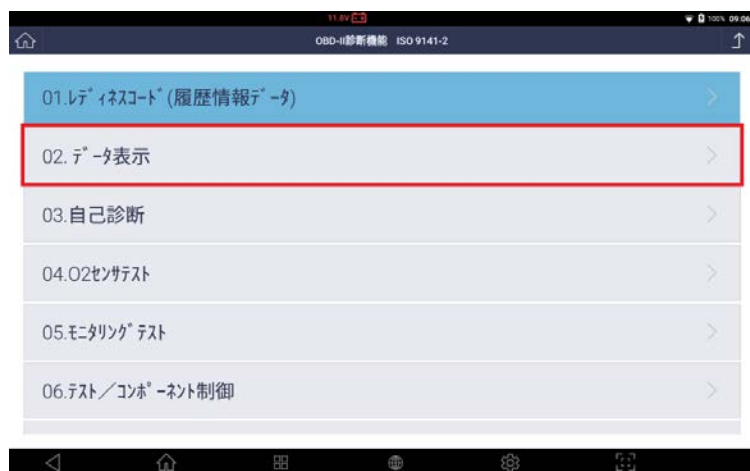 11.8V
100% 09:06
OBD-II診断機能 ISO 9141-2
01.ﾚﾃﾞｨﾈｽｺｰﾄﾞ(履歴情報ﾃﾞｰﾀ)
02.ﾃﾞｰﾀ表示
03.自己診断
04.O2ｾﾝｻﾃｽﾄ
05.ﾓﾆﾀﾘﾝｸﾞﾃｽﾄ
06.ﾃｽﾄ／ｺﾝﾎﾟｰﾈﾝﾄ制御